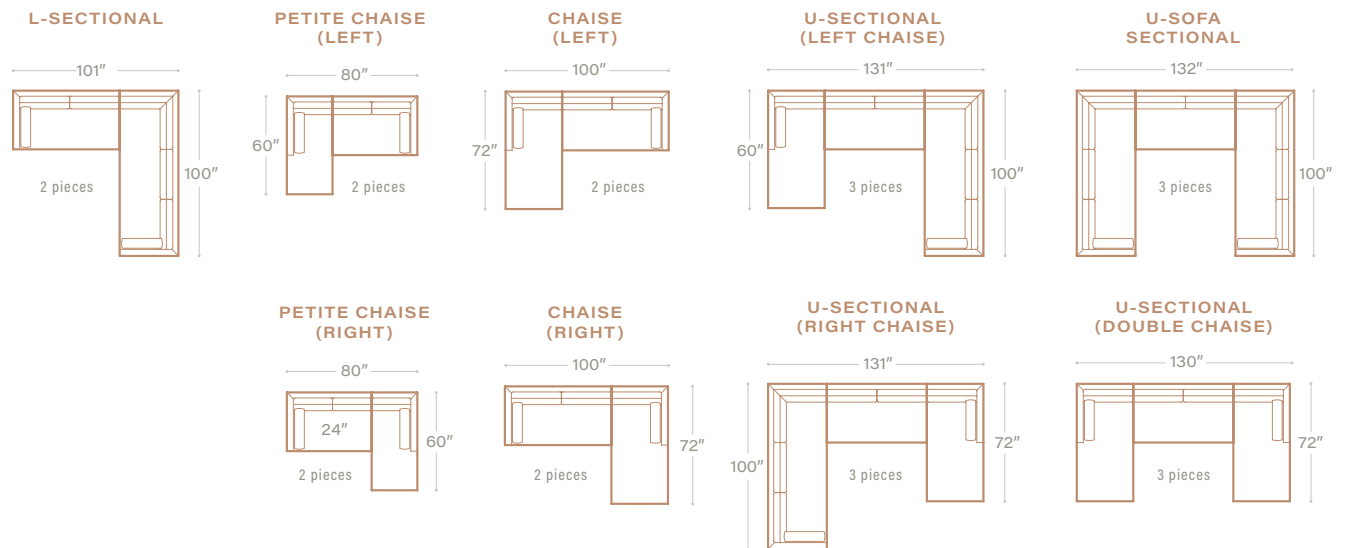 L-SECTIONAL
PETITE CHAISE
(LEFT)
CHAISE
(LEFT)
U-SECTIONAL
(LEFT CHAISE)
U-SOFA
SECTIONAL
101″
80″
100″
131″
132″
60″
72″
60″
100″
100″
100″
2 pieces
2 pieces
2 pieces
3 pieces
3 pieces
PETITE CHAISE
(RIGHT)
CHAISE
(RIGHT)
U-SECTIONAL
(RIGHT CHAISE)
U-SECTIONAL
(DOUBLE CHAISE)
80″
100″
131″
130″
24″
60″
72″
100″
72″
72″
2 pieces
2 pieces
3 pieces
3 pieces